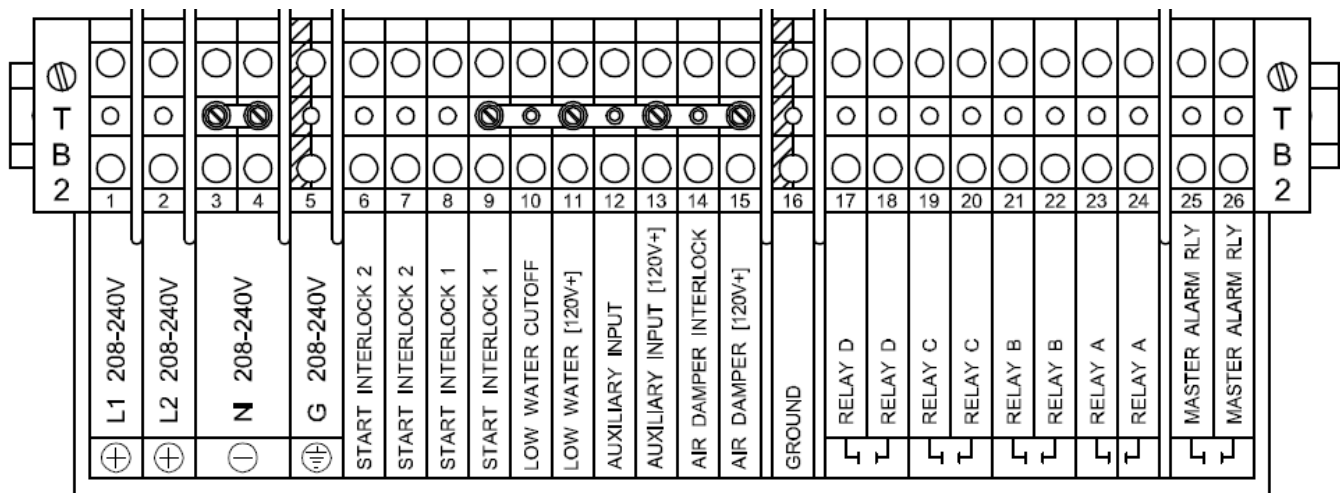 TB2
TB2
1 2 3 4 5 6 7 8 9 10 11 12 13 14 15 16 17 18 19 20 21 22 23 24 25 26
L1 208-240V
L2 208-240V
N 208-240V
G 208-240V
START INTERLOCK 2
START INTERLOCK 2
START INTERLOCK 1
START INTERLOCK 1
LOW WATER CUTOFF
LOW WATER [120V+]
AUXILIARY INPUT
AUXILIARY INPUT [120V+]
AIR DAMPER INTERLOCK
AIR DAMPER [120V+]
GROUND
RELAY D
RELAY D
RELAY C
RELAY C
RELAY B
RELAY B
RELAY A
RELAY A
MASTER ALARM RLY
MASTER ALARM RLY